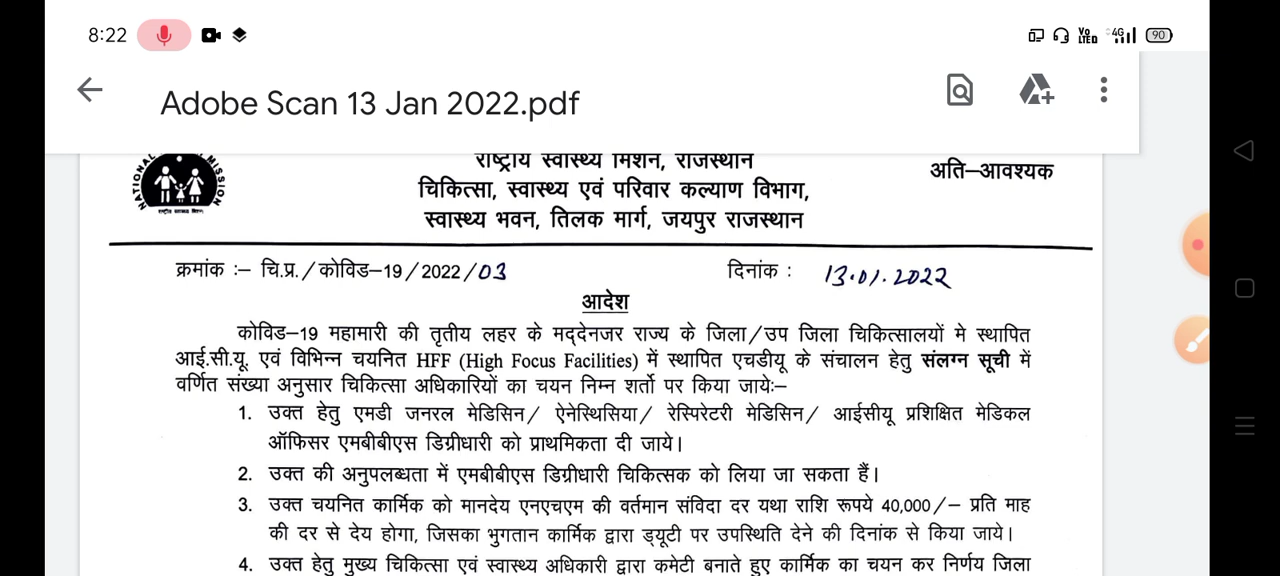 8:22
VoLTE 4G 90
Adobe Scan 13 Jan 2022.pdf
NATIONAL MISSION
राष्ट्रीय स्वास्थ्य मिशन, राजस्थान
अति–आवश्यक
चिकित्सा, स्वास्थ्य एवं परिवार कल्याण विभाग,
स्वास्थ्य भवन, तिलक मार्ग, जयपुर राजस्थान
क्रमांक :– चि.प्र./कोविड–19/2022/03 दिनांक : 13.01.2022
आदेश
कोविड–19 महामारी की तृतीय लहर के मद्देनजर राज्य के जिला/उप जिला चिकित्सालयों मे स्थापित
आई.सी.यू. एवं विभिन्न चयनित HFF (High Focus Facilities) में स्थापित एचडीयू के संचालन हेतु संलग्न सूची में
वर्णित संख्या अनुसार चिकित्सा अधिकारियों का चयन निम्न शर्तो पर किया जायेः–
1. उक्त हेतु एमडी जनरल मेडिसिन/ ऐनेस्थिसिया/ रेस्पिरेटरी मेडिसिन/ आईसीयू प्रशिक्षित मेडिकल
ऑफिसर एमबीबीएस डिग्रीधारी को प्राथमिकता दी जाये।
2. उक्त की अनुपलब्धता में एमबीबीएस डिग्रीधारी चिकित्सक को लिया जा सकता हैं।
3. उक्त चयनित कार्मिक को मानदेय एनएचएम की वर्तमान संविदा दर यथा राशि रूपये 40,000/– प्रति माह
की दर से देय होगा, जिसका भुगतान कार्मिक द्वारा ड्यूटी पर उपस्थिति देने की दिनांक से किया जाये।
4. उक्त हेतु मुख्य चिकित्सा एवं स्वास्थ्य अधिकारी द्वारा कमेटी बनाते हुए कार्मिक का चयन कर निर्णय जिला